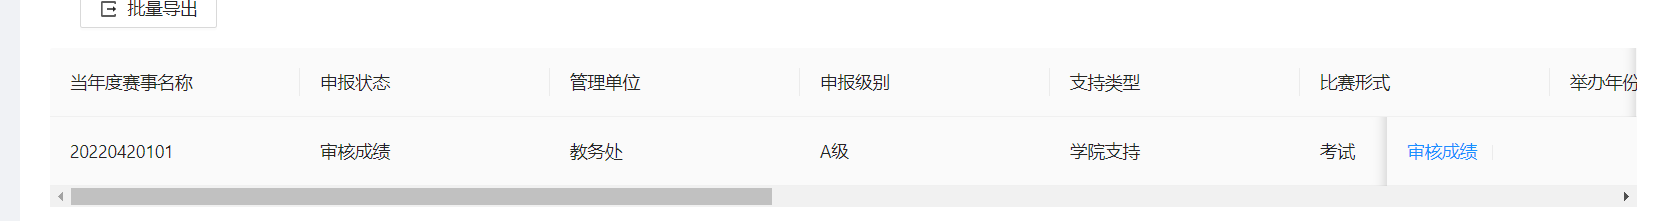 批量导出
当年度赛事名称 申报状态 管理单位 申报级别 支持类型 比赛形式 举办年份
20220420101 审核成绩 教务处 A级 学院支持 考试 审核成绩